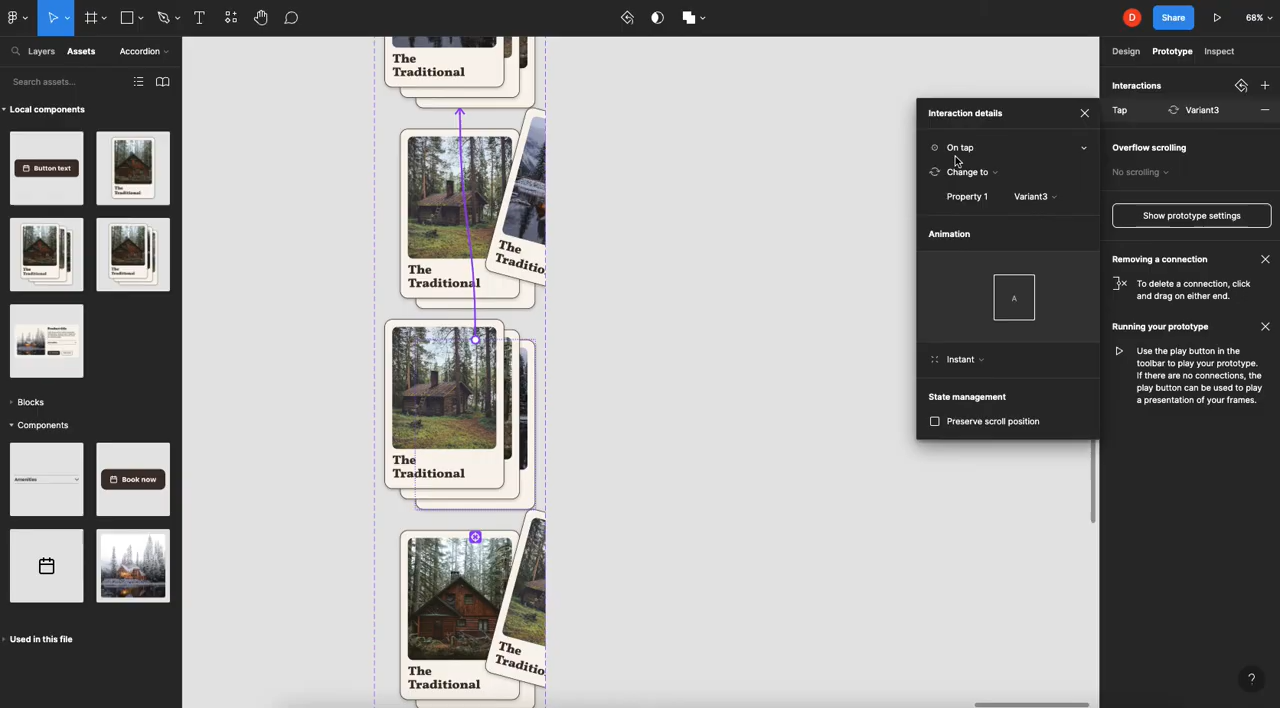 D
Share
68%
Layers
Assets
Accordion
Search assets...
Local components
Button text
The
Traditional
Blocks
Components
Amenities
Book now
Used in this file
The
Traditional
The
Traditional
The
Traditio
The
Traditional
The
Traditional
The
Traditio
Interaction details
On tap
Change to
Property 1
Variant3
Animation
A
Instant
State management
Preserve scroll position
Design
Prototype
Inspect
Interactions
Tap
Variant3
Overflow scrolling
No scrolling
Show prototype settings
Removing a connection
To delete a connection, click
and drag on either end.
Running your prototype
Use the play button in the
toolbar to play your prototype.
If there are no connections, the
play button can be used to play
a presentation of your frames.
?